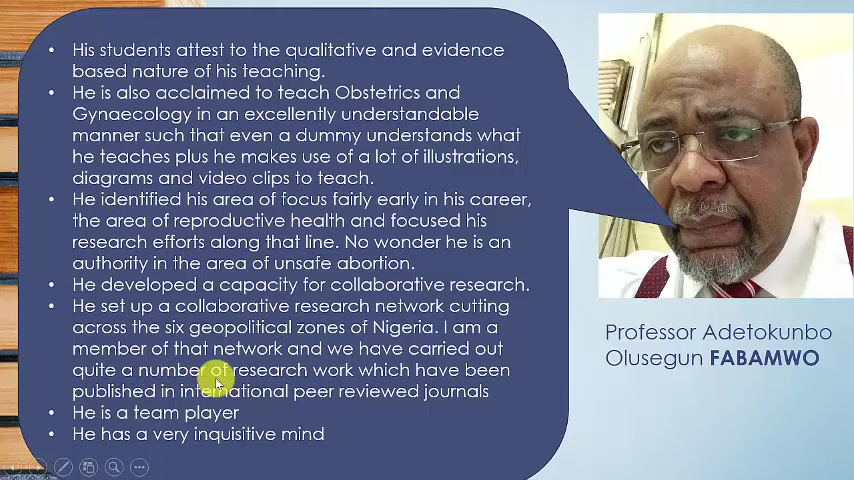 His students attest to the qualitative and evidence
based nature of his teaching.
He is also acclaimed to teach Obstetrics and
Gynaecology in an excellently understandable
manner such that even a dummy understands what
he teaches plus he makes use of a lot of illustrations,
diagrams and video clips to teach.
He identified his area of focus fairly early in his career,
the area of reproductive health and focused his
research efforts along that line. No wonder he is an
authority in the area of unsafe abortion.
He developed a capacity for collaborative research.
He set up a collaborative research network cutting
across the six geopolitical zones of Nigeria. I am a
member of that network and we have carried out
quite a number of research work which have been
published in international peer reviewed journals
He is a team player
He has a very inquisitive mind
Professor Adetokunbo
Olusegun FABAMWO